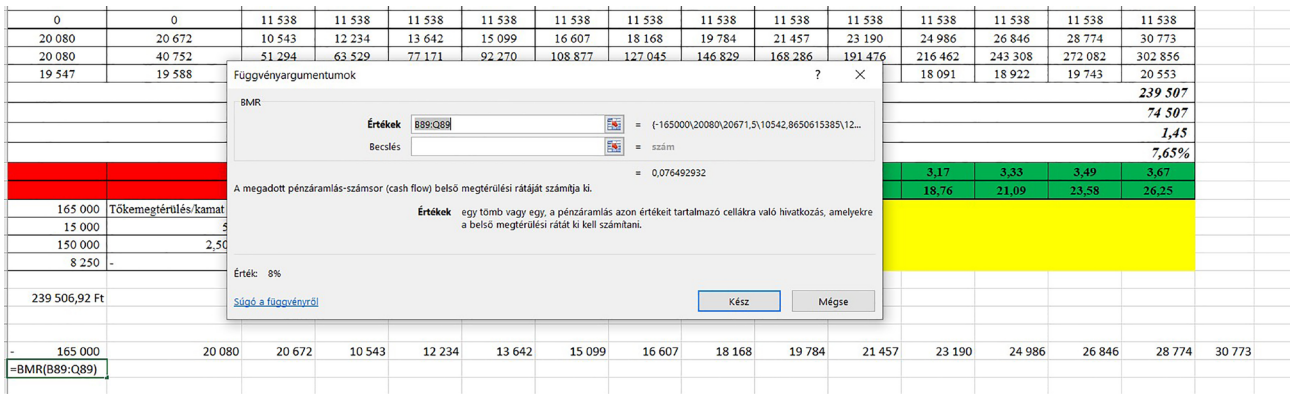 0 0 11 538 11 538 11 538 11 538 11 538 11 538 11 538 11 538 11 538 11 538 11 538 11 538 11 538
20 080 20 672 10 543 12 234 13 642 15 099 16 607 18 168 19 784 21 457 23 190 24 986 26 846 28 774 30 773
20 080 40 752 51 294 63 529 77 171 92 270 108 877 127 045 146 829 168 286 191 476 216 462 243 308 272 082 302 856
19 547 19 588 18 091 18 922 19 743 20 553
239 507
74 507
1,45
7,65%
3,17 3,33 3,49 3,67
18,76 21,09 23,58 26,25
165 000 Tőkemegtérülés/kamat
15 000 5
150 000 2,50
8 250 -
239 506,92 Ft
Függvényargumentumok ? ×
BMR
Értékek B89:Q89 = {-165000\20080\20671,5\10542,8650615385\12...
Becslés = szám
= 0,076492932
A megadott pénzáramlás-számsor (cash flow) belső megtérülési rátáját számítja ki.
Értékek egy tömb vagy egy, a pénzáramlás azon értékeit tartalmazó cellákra való hivatkozás, amelyekre
a belső megtérülési rátát ki kell számítani.
Érték: 8%
Súgó a függvényről Kész Mégse
- 165 000 20 080 20 672 10 543 12 234 13 642 15 099 16 607 18 168 19 784 21 457 23 190 24 986 26 846 28 774 30 773
=BMR(B89:Q89)